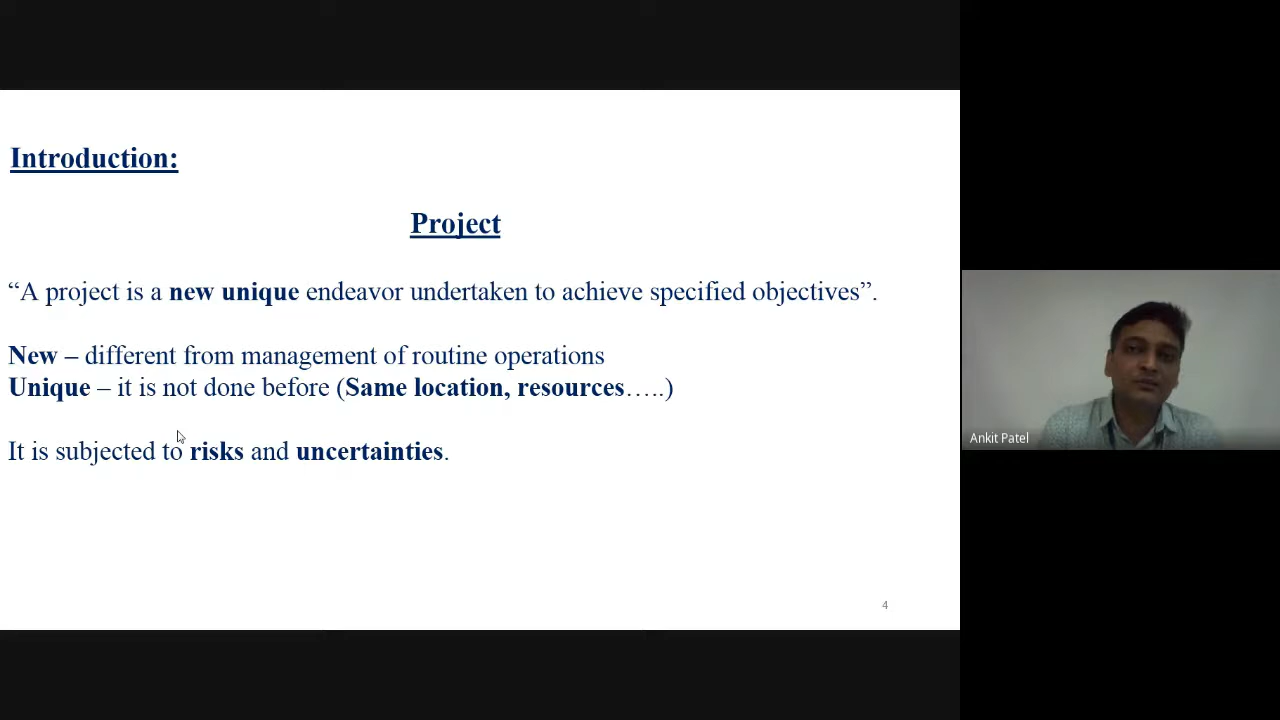 Introduction:
Project
“A project is a new unique endeavor undertaken to achieve specified objectives”.
New – different from management of routine operations
Unique – it is not done before (Same location, resources…..)
It is subjected to risks and uncertainties.
4
Ankit Patel